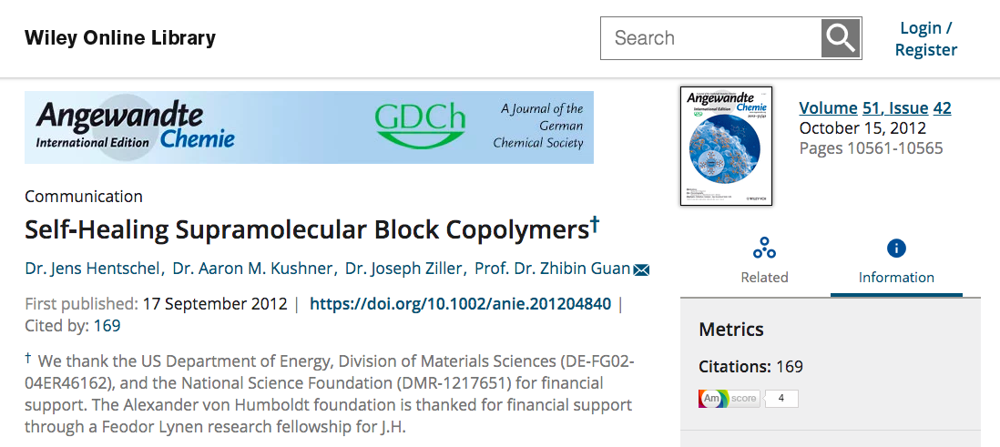 Wiley Online Library
Search
Login /
Register
Angewandte
International Edition Chemie
GDCh
A Journal of the
German
Chemical Society
Angewandte
International Edition Chemie
Volume 51, Issue 42
October 15, 2012
Pages 10561-10565
Communication
Self-Healing Supramolecular Block Copolymers†
Dr. Jens Hentschel, Dr. Aaron M. Kushner, Dr. Joseph Ziller, Prof. Dr. Zhibin Guan
First published: 17 September 2012 | https://doi.org/10.1002/anie.201204840 |
Cited by: 169
† We thank the US Department of Energy, Division of Materials Sciences (DE-FG02-
04ER46162), and the National Science Foundation (DMR-1217651) for financial
support. The Alexander von Humboldt foundation is thanked for financial support
through a Feodor Lynen research fellowship for J.H.
Related
Information
Metrics
Citations: 169
Am score 4